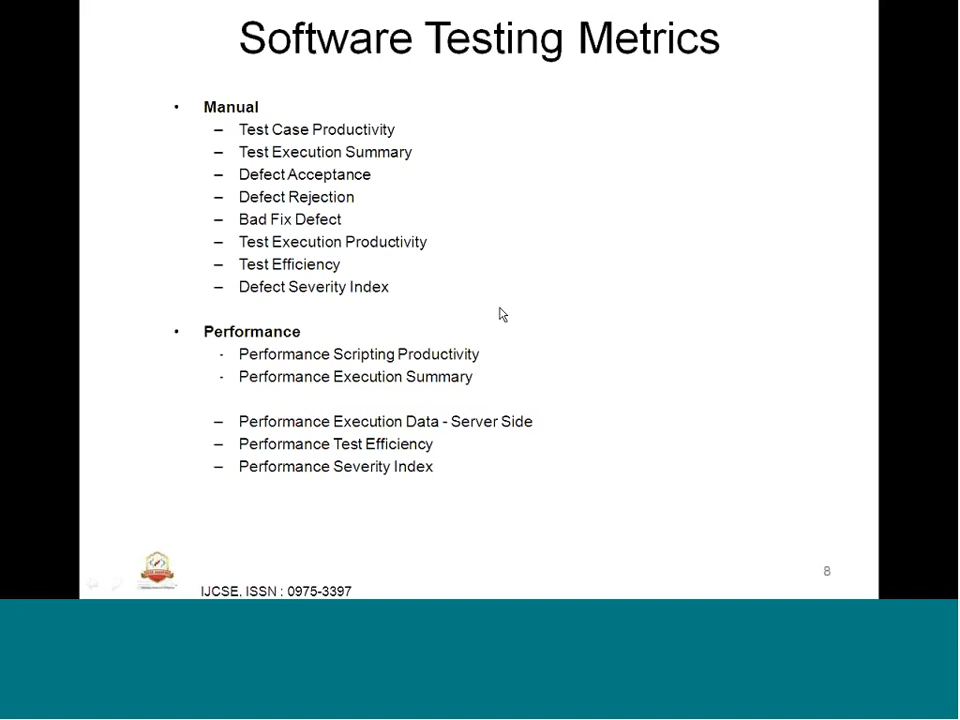 Software Testing Metrics
• Manual
– Test Case Productivity
– Test Execution Summary
– Defect Acceptance
– Defect Rejection
– Bad Fix Defect
– Test Execution Productivity
– Test Efficiency
– Defect Severity Index
• Performance
- Performance Scripting Productivity
- Performance Execution Summary
– Performance Execution Data - Server Side
– Performance Test Efficiency
– Performance Severity Index
8
IJCSE, ISSN : 0975-3397